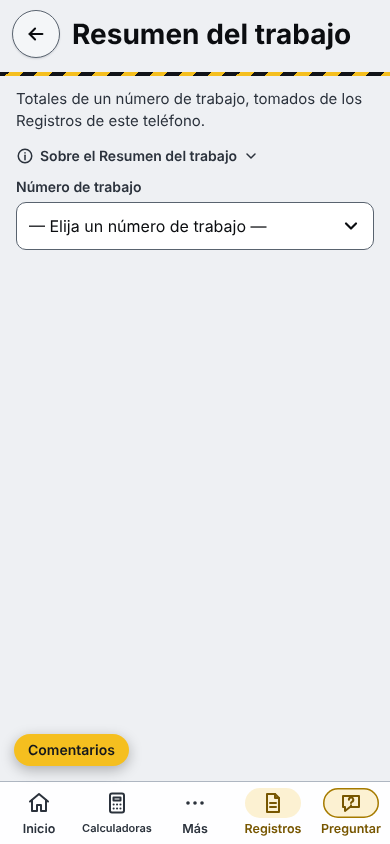 Resumen del trabajo
Totales de un número de trabajo, tomados de los
Registros de este teléfono.
Sobre el Resumen del trabajo
Número de trabajo
— Elija un número de trabajo —
Comentarios
Inicio
Calculadoras
Más
Registros
Preguntar